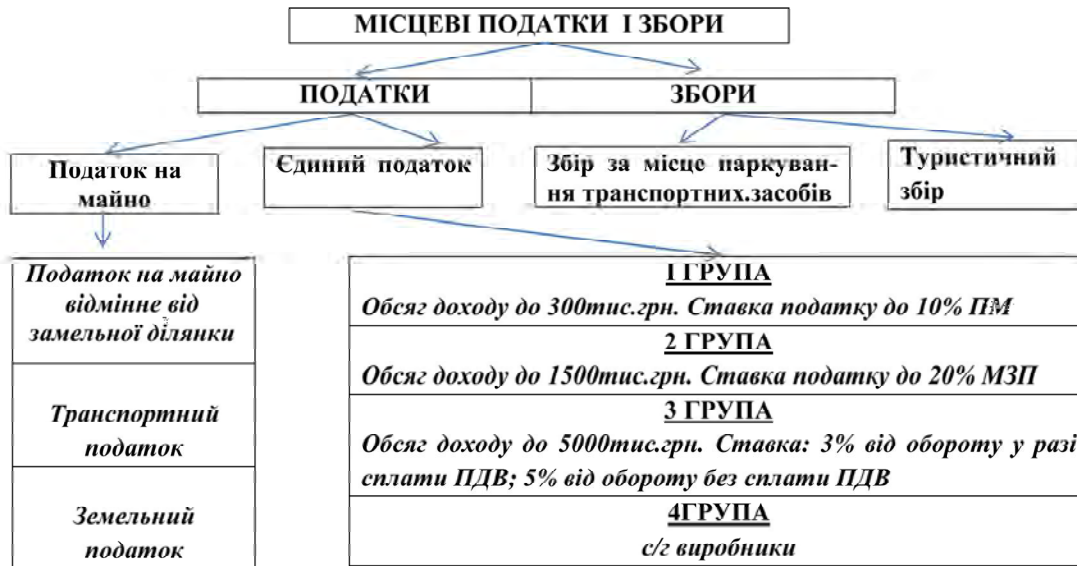 МІСЦЕВІ ПОДАТКИ І ЗБОРИ
ПОДАТКИ
ЗБОРИ
Податок на
майно
Єдиний податок
Збір за місце паркуван-
ня транспортних.засобів
Туристичний
збір
Податок на майно
відмінне від
замельної ділянки
Транспортний
податок
Земельний
податок
1 ГРУПА
Обсяг доходу до 300тис.грн. Ставка податку до 10% ПМ
2 ГРУПА
Обсяг доходу до 1500тис.грн. Ставка податку до 20% МЗП
3 ГРУПА
Обсяг доходу до 5000тис.грн. Ставка: 3% від обороту у разі
сплати ПДВ; 5% від обороту без сплати ПДВ
4ГРУПА
с/г виробники